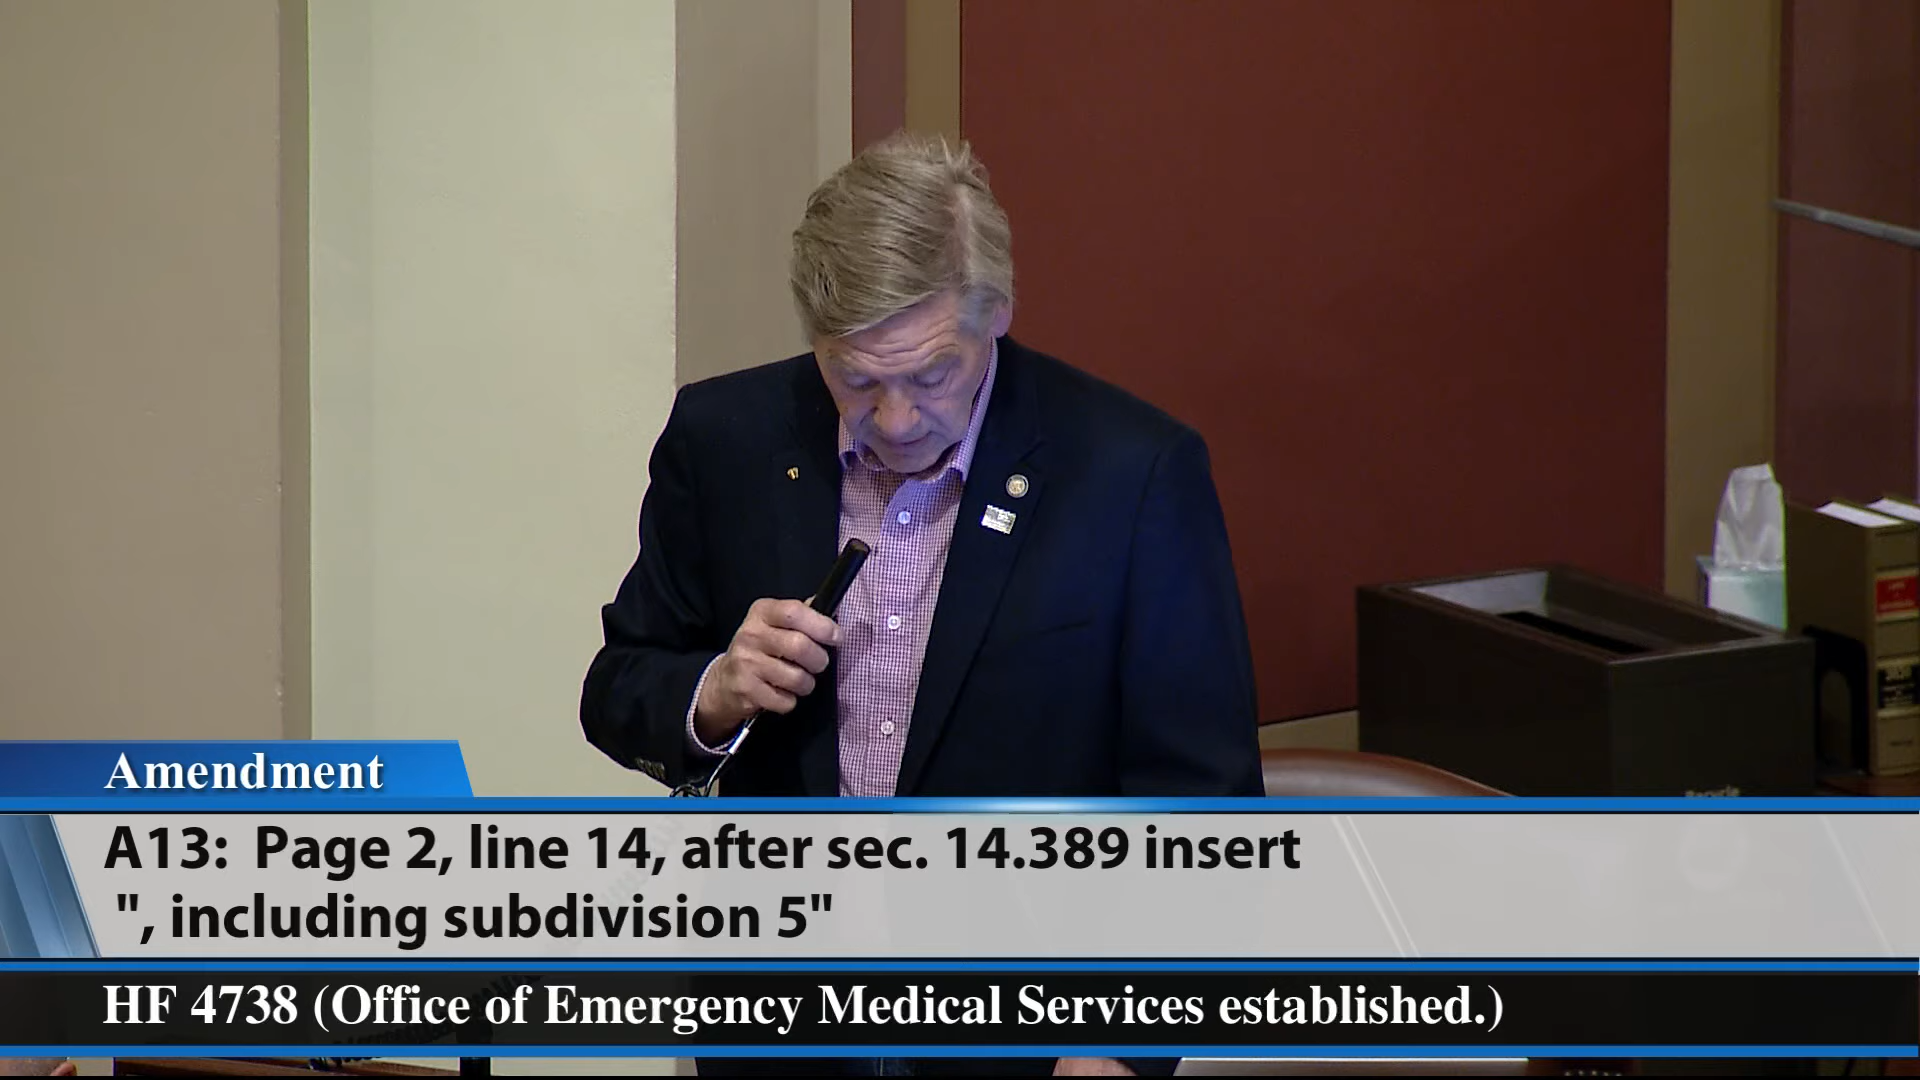 Amendment
A13:  Page 2, line 14, after sec. 14.389 insert
", including subdivision 5"
HF 4738 (Office of Emergency Medical Services established.)
Recycle